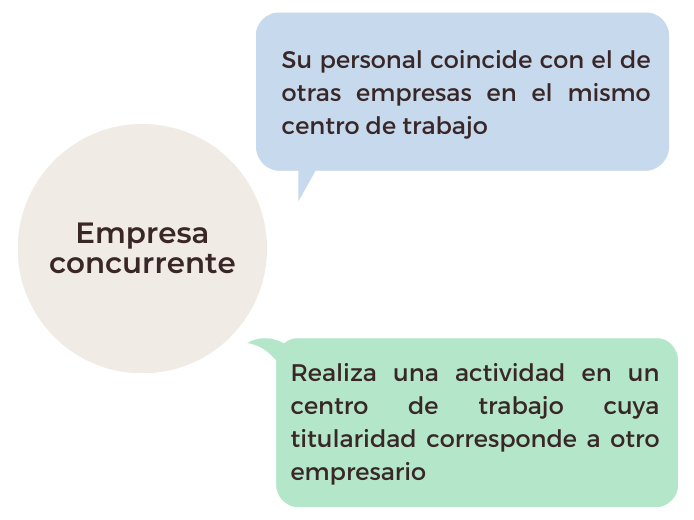 Su personal coincide con el de
otras empresas en el mismo
centro de trabajo
Empresa
concurrente
Realiza una actividad en un
centro de trabajo cuya
titularidad corresponde a otro
empresario